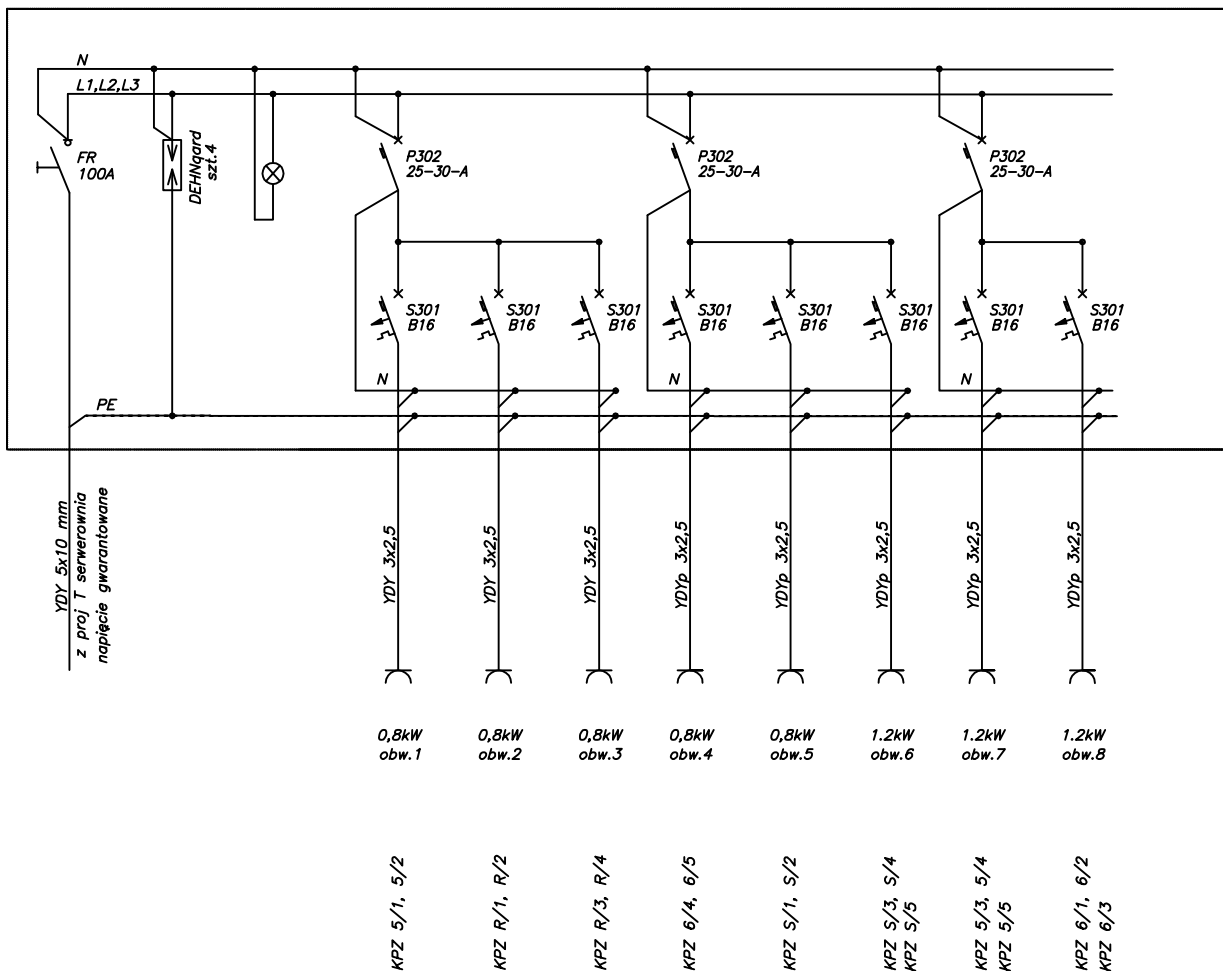 N
L1,L2,L3
FR
100A
DEHNgard
szt.4
P302
25-30-A
P302
25-30-A
P302
25-30-A
S301
B16
S301
B16
S301
B16
S301
B16
S301
B16
S301
B16
S301
B16
S301
B16
N
N
N
PE
YDY 5x10 mm
z proj T serwerownia
napięcie gwarantowane
YDY 3x2,5
YDY 3x2,5
YDY 3x2,5
YDYp 3x2,5
YDYp 3x2,5
YDYp 3x2,5
YDYp 3x2,5
YDYp 3x2,5
0,8kW
obw.1
0,8kW
obw.2
0,8kW
obw.3
0,8kW
obw.4
0,8kW
obw.5
1.2kW
obw.6
1.2kW
obw.7
1.2kW
obw.8
KPZ 5/1, 5/2
KPZ R/1, R/2
KPZ R/3, R/4
KPZ 6/4, 6/5
KPZ S/1, S/2
KPZ S/3, S/4
KPZ S/5
KPZ 5/3, 5/4
KPZ 5/5
KPZ 6/1, 6/2
KPZ 6/3